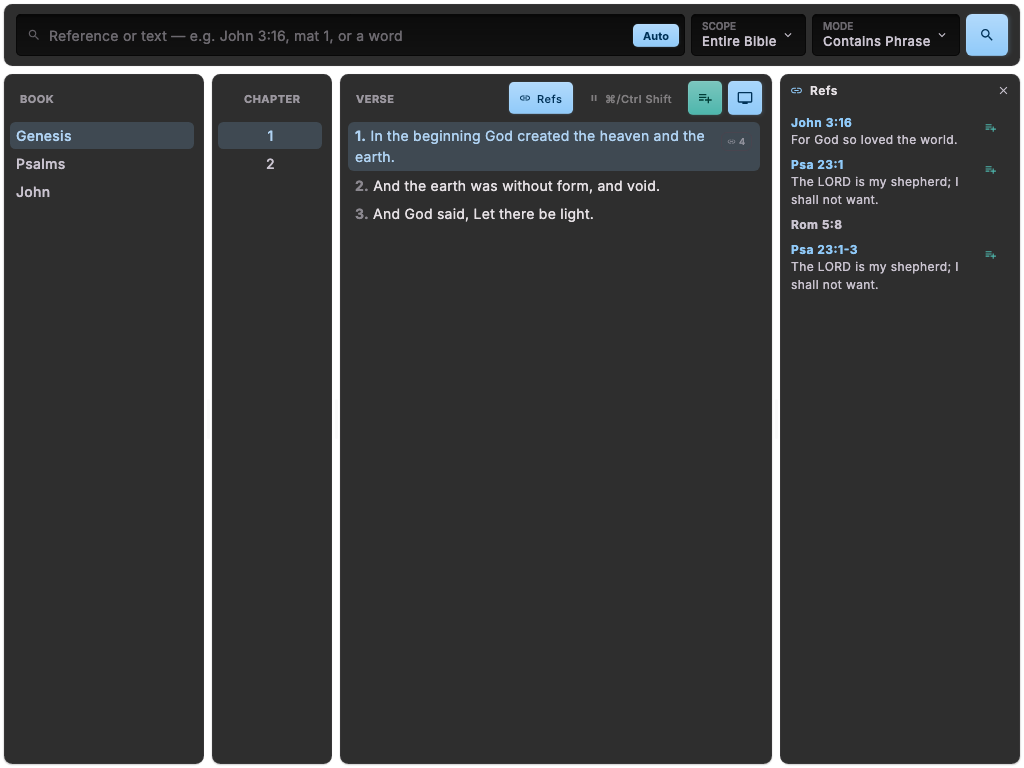 Reference or text — e.g. John 3:16, mat 1, or a word
Auto
SCOPE
Entire Bible
MODE
Contains Phrase
BOOK
Genesis
Psalms
John
CHAPTER
1
2
VERSE
Refs
⌘/Ctrl Shift
1. In the beginning God created the heaven and the
earth.
4
2. And the earth was without form, and void.
3. And God said, Let there be light.
Refs
John 3:16
For God so loved the world.
Psa 23:1
The LORD is my shepherd; I
shall not want.
Rom 5:8
Psa 23:1-3
The LORD is my shepherd; I
shall not want.